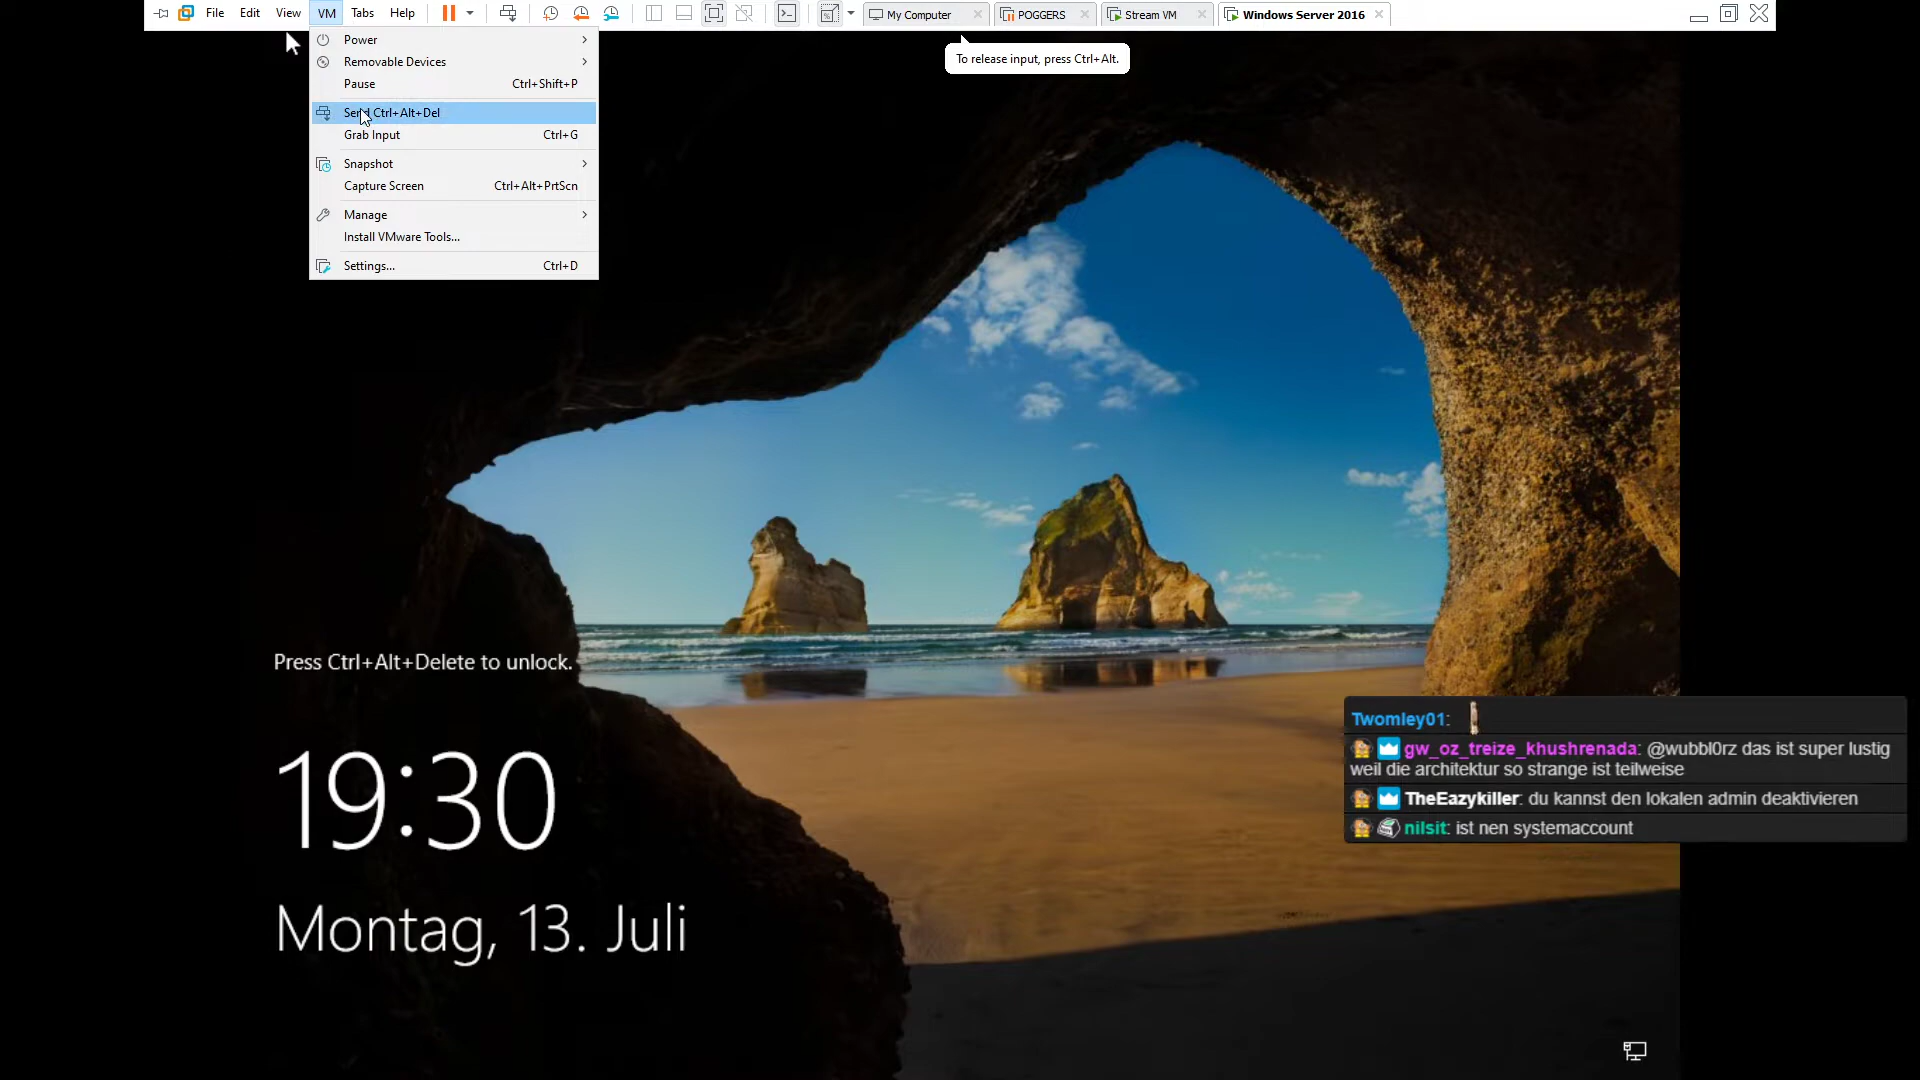 File Edit View VM Tabs Help My Computer POGGERS Stream VM Windows Server 2016
To release input, press Ctrl+Alt.
Power
Removable Devices
Pause Ctrl+Shift+P
Send Ctrl+Alt+Del
Grab Input Ctrl+G
Snapshot
Capture Screen Ctrl+Alt+PrtScn
Manage
Install VMware Tools...
Settings... Ctrl+D
Press Ctrl+Alt+Delete to unlock.
19:30
Montag, 13. Juli
Twomley01:
gw_oz_treize_khushrenada: @wubbl0rz das ist super lustig
weil die architektur so strange ist teilweise
TheEazykiller: du kannst den lokalen admin deaktivieren
nilsit: ist nen systemaccount